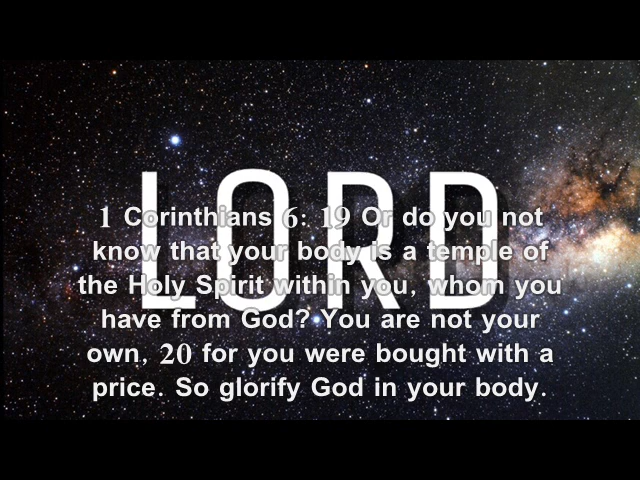 LORD
1 Corinthians 6: 19 Or do you not
know that your body is a temple of
the Holy Spirit within you, whom you
have from God? You are not your
own, 20 for you were bought with a
price. So glorify God in your body.